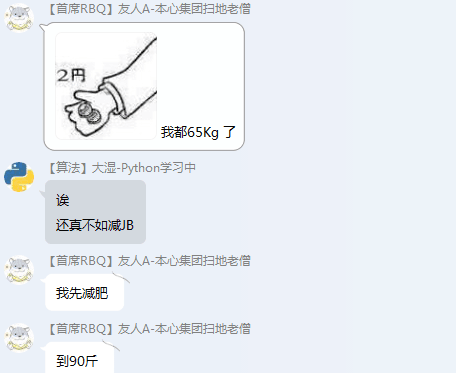 【首席RBQ】友人A-本心集团扫地老僧
2円
我都65Kg 了
【算法】大湿-Python学习中
诶
还真不如减JB
【首席RBQ】友人A-本心集团扫地老僧
我先减肥
【首席RBQ】友人A-本心集团扫地老僧
到90斤